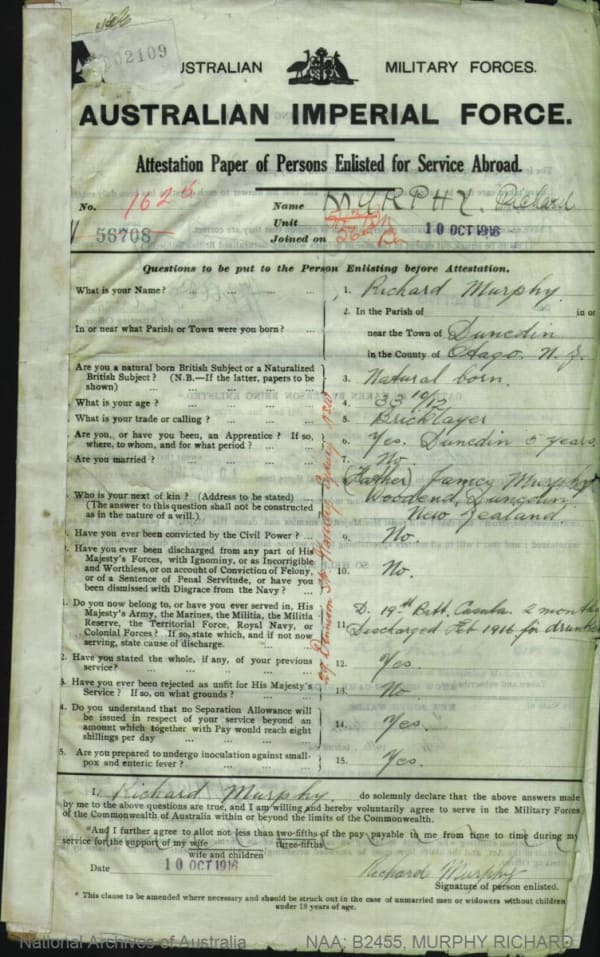 002109
AUSTRALIAN MILITARY FORCES.
AUSTRALIAN IMPERIAL FORCE.
Attestation Paper of Persons Enlisted for Service Abroad.
No. 162 Name MURPHY, Richard
56708 Unit 56th Bn
Joined on 10 OCT 1916
Questions to be put to the Person Enlisting before Attestation.
What is your Name? ... ... ... ... 1. Richard Murphy.
In or near what Parish or Town were you born? ... 2. In the Parish of in or
near the Town of Dunedin
in the County of Otago. N.Z.
Are you a natural born British Subject or a Naturalized
British Subject? (N.B.—If the latter, papers to be
shown) ... ... ... ... 3. Natural born.
What is your age? ... ... ... ... 4. 33 10/12
What is your trade or calling? ... ... ... 5. Bricklayer
Are you, or have you been, an Apprentice? If so,
where, to whom, and for what period? ... ... 6. Yes. Dunedin 5 years
Are you married? ... ... ... ... 7. No
Who is your next of kin? (Address to be stated) ...
(The answer to this question shall not be construed
as in the nature of a will.)
(Father) James Murphy
Woodend, Dunedin,
New Zealand.
Have you ever been convicted by the Civil Power? ... 9. No.
Have you ever been discharged from any part of His
Majesty's Forces, with Ignominy, or as Incorrigible
and Worthless, or on account of Conviction of Felony,
or of a Sentence of Penal Servitude, or have you
been dismissed with Disgrace from the Navy? ... 10. No.
1. Do you now belong to, or have you ever served in, His
Majesty's Army, the Marines, the Militia, the Militia
Reserve, the Territorial Force, Royal Navy, or
Colonial Forces? If so, state which, and if not now
serving, state cause of discharge. ... ...
11. D. 19th Batt. Casula. 2 months
Discharged Feb 1916 for
2. Have you stated the whole, if any, of your previous
service? ... ... ... 12. Yes.
3. Have you ever been rejected as unfit for His Majesty's
Service? If so, on what grounds? ... ... 13. No
4. Do you understand that no Separation Allowance will
be issued in respect of your service beyond an
amount which together with Pay would reach eight
shillings per day ... ... ... 14. Yes.
5. Are you prepared to undergo inoculation against small-
pox and enteric fever? ... ... ... 15. Yes.
I, Richard Murphy. do solemnly declare that the above answers made
by me to the above questions are true, and I am willing and hereby voluntarily agree to serve in the Military Forces
of the Commonwealth of Australia within or beyond the limits of the Commonwealth.
*And I further agree to allot not less than two-fifths of the pay payable to me from time to time during my
service for the support of my wife three-fifths
wife and children
Date 10 OCT 1916 Richard Murphy
Signature of person enlisted.
* This clause to be amended where necessary and should be struck out in the case of unmarried men or widowers without children
under 18 years of age.
National Archives of Australia NAA: B2455, MURPHY RICHARD